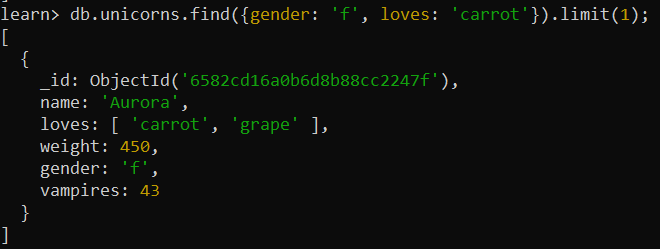 learn> db.unicorns.find({gender: 'f', loves: 'carrot'}).limit(1);
[
  {
    _id: ObjectId('6582cd16a0b6d8b88cc2247f'),
    name: 'Aurora',
    loves: [ 'carrot', 'grape' ],
    weight: 450,
    gender: 'f',
    vampires: 43
  }
]